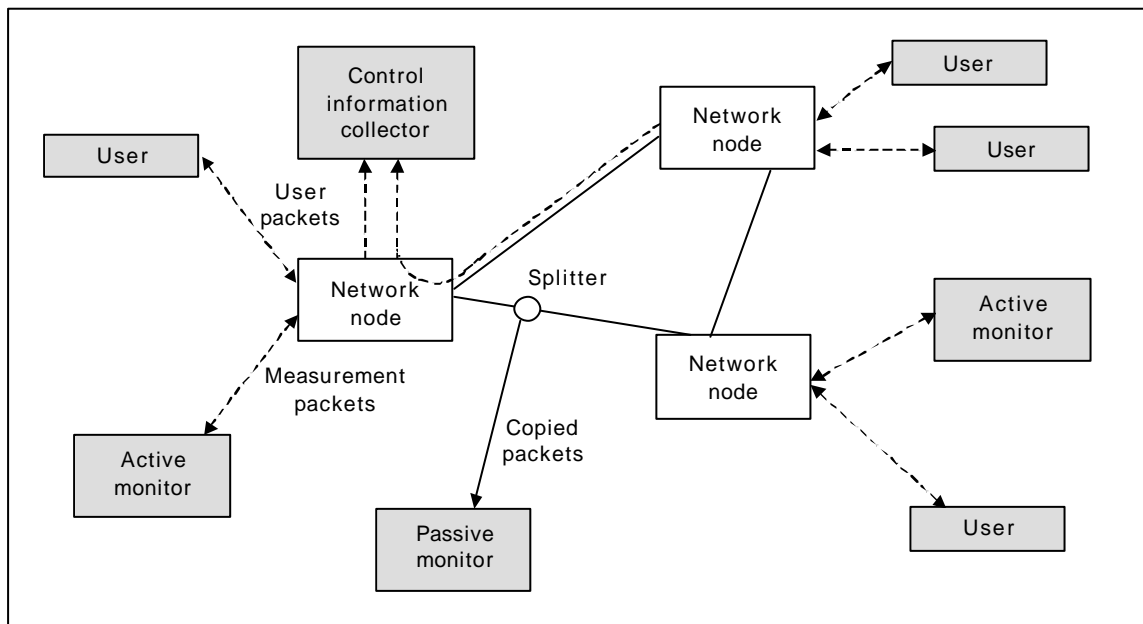 Control
information
collector
User
Network
node
User
User
User
packets
Network
node
Splitter
Active
monitor
Network
node
Measurement
packets
Copied
packets
Active
monitor
Passive
monitor
User